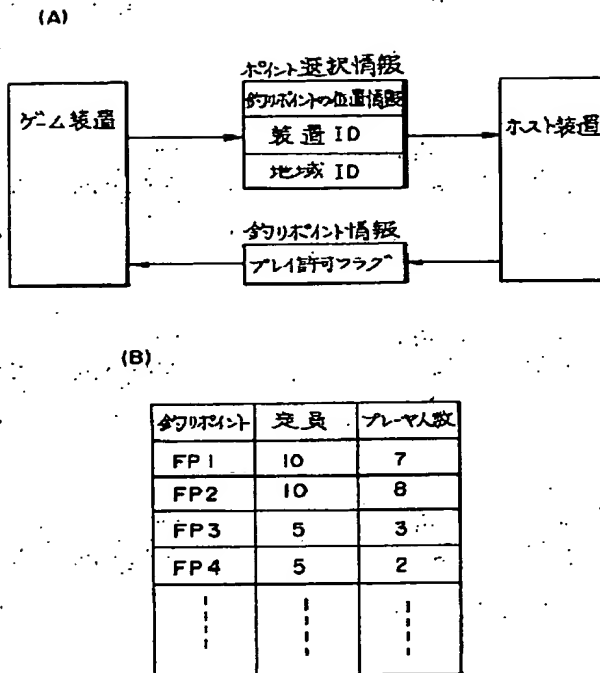 (A)
ポイント選択情報
ゲーム装置
釣りポイントの位置情報
装置ID
地域ID
ホスト装置
釣りポイント情報
プレイ許可フラグ
(B)
釣りポイント 定員 プレーヤ人数
FP1 10 7
FP2 10 8
FP3 5 3
FP4 5 2